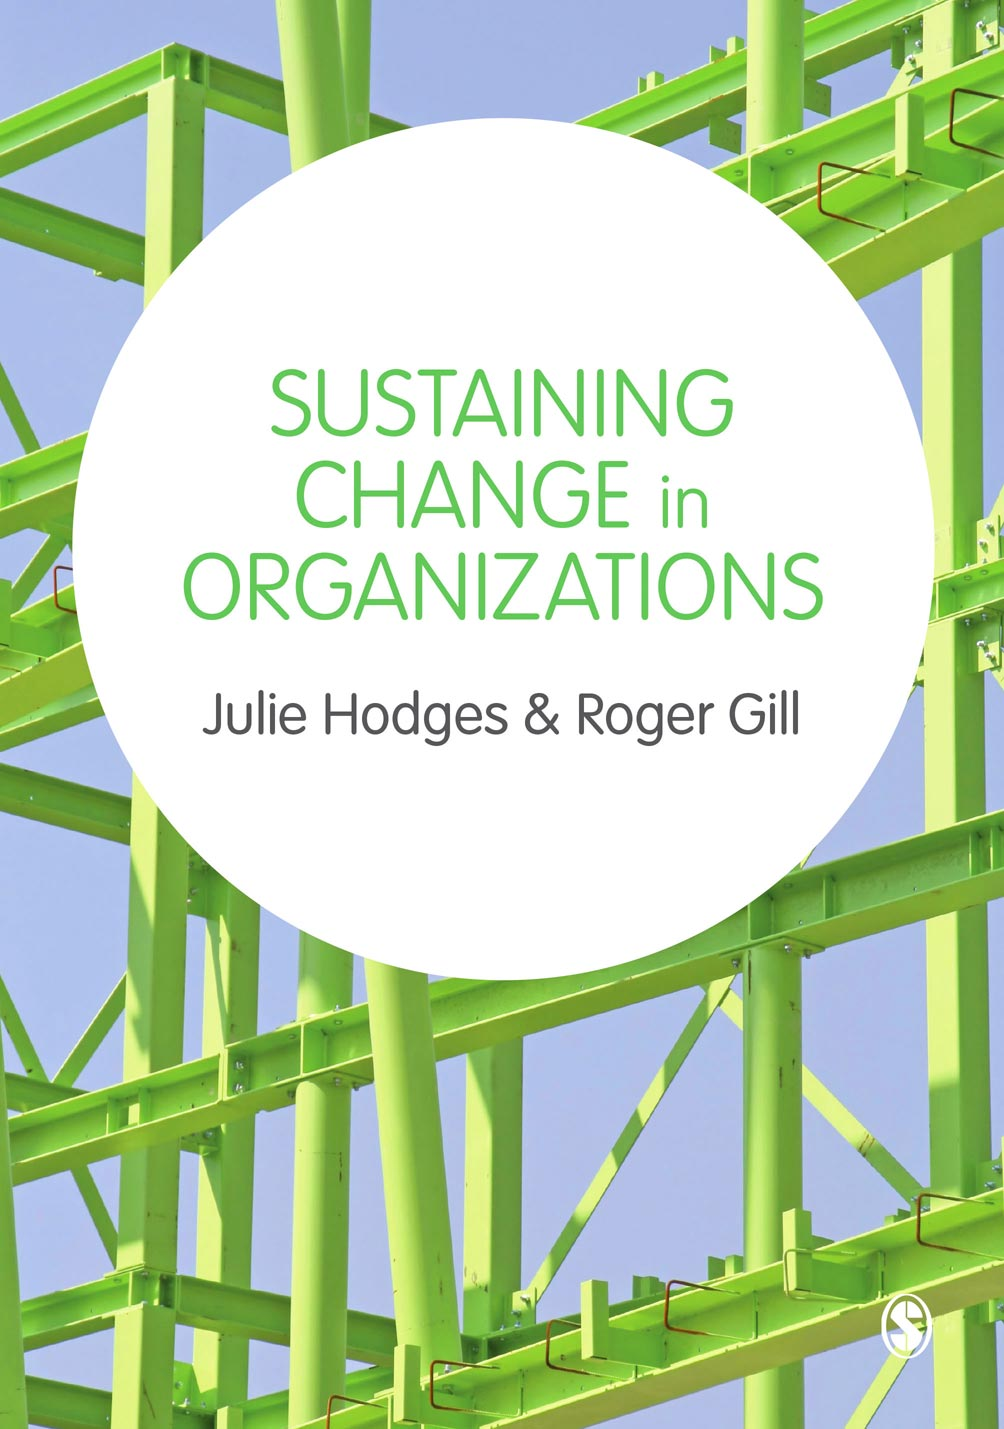 SUSTAINING
CHANGE in
ORGANIZATIONS
Julie Hodges & Roger Gill